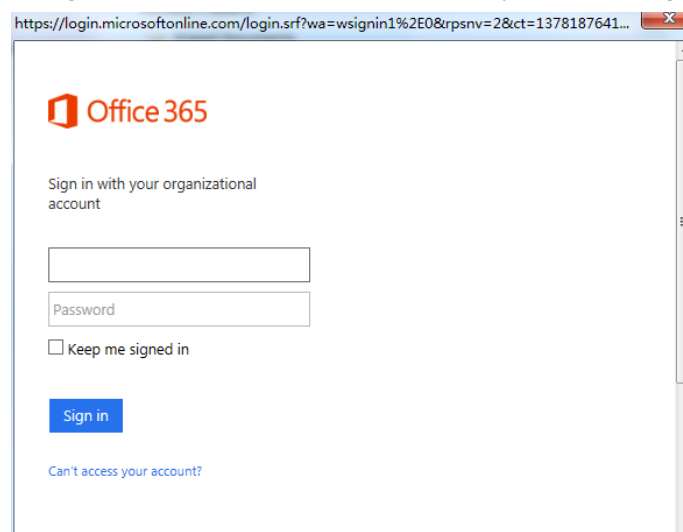 https://login.microsoftonline.com/login.srf?wa=wsignin1%2E0&rpsnv=2&ct=1378187641...
Office 365
Sign in with your organizational
account
Password
Keep me signed in
Sign in
Can't access your account?